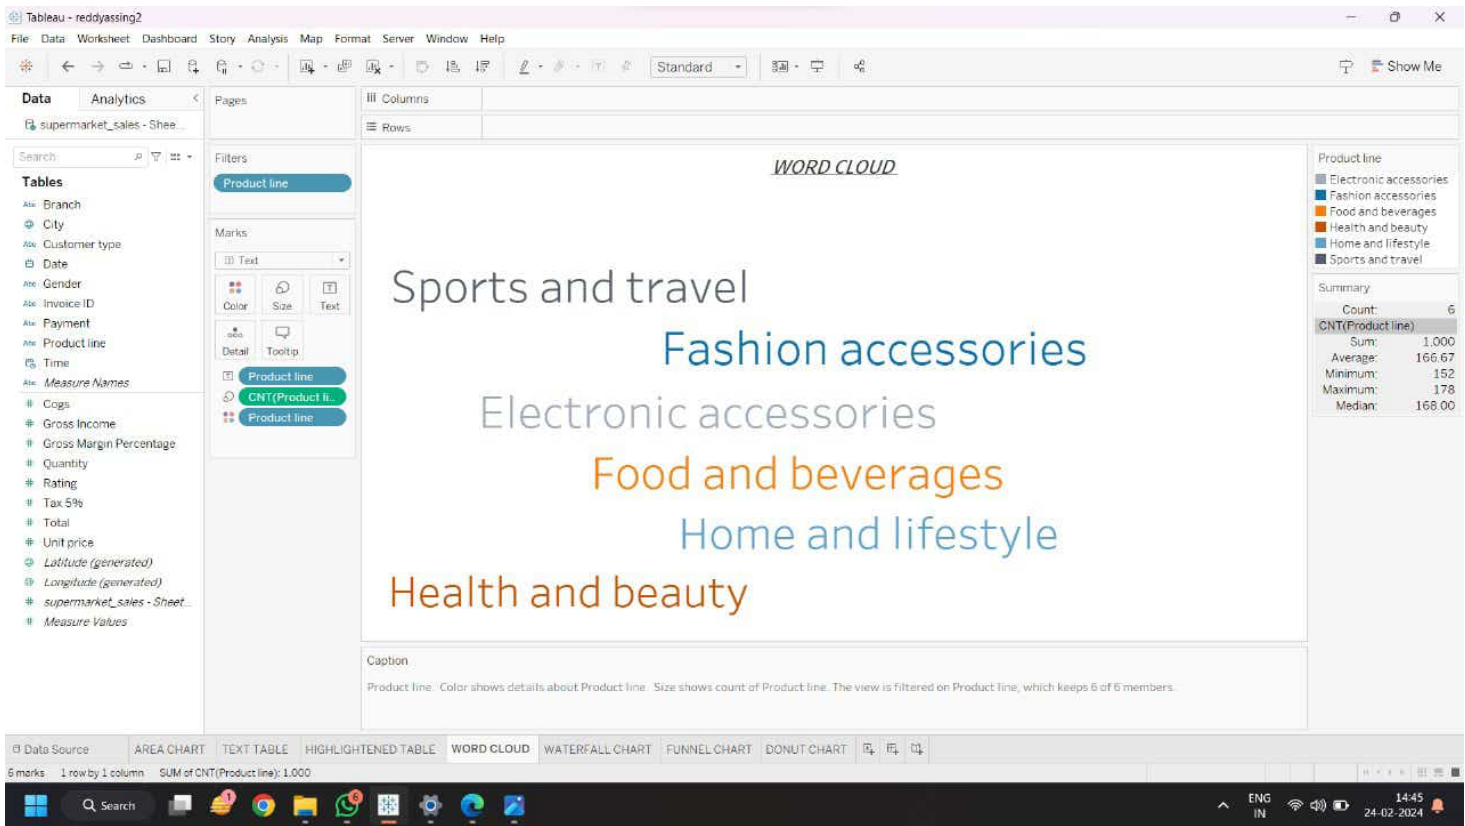 Tableau - reddyassing2
File Data Worksheet Dashboard Story Analysis Map Format Server Window Help
Standard
Show Me
Data Analytics
supermarket_sales - Shee...
Search
Tables
Abc Branch
City
Abc Customer type
Date
Abc Gender
Abc Invoice ID
Abc Payment
Abc Product line
Time
Abc Measure Names
# Cogs
# Gross Income
# Gross Margin Percentage
# Quantity
# Rating
# Tax 5%
# Total
# Unit price
Latitude (generated)
Longitude (generated)
# supermarket_sales - Sheet...
# Measure Values
Pages
Filters
Product line
Marks
Text
Color Size Text
Detail Tooltip
Product line
CNT(Product li..
Product line
Columns
Rows
WORD CLOUD
Sports and travel
Fashion accessories
Electronic accessories
Food and beverages
Home and lifestyle
Health and beauty
Caption
Product line. Color shows details about Product line. Size shows count of Product line. The view is filtered on Product line, which keeps 6 of 6 members.
Product line
Electronic accessories
Fashion accessories
Food and beverages
Health and beauty
Home and lifestyle
Sports and travel
Summary
Count: 6
CNT(Product line)
Sum: 1,000
Average: 166.67
Minimum: 152
Maximum: 178
Median: 168.00
Data Source AREA CHART TEXT TABLE HIGHLIGHTENED TABLE WORD CLOUD WATERFALL CHART FUNNEL CHART DONUT CHART
6 marks 1 row by 1 column SUM of CNT(Product line): 1,000
Search
1
6
ENG
IN
14:45
24-02-2024